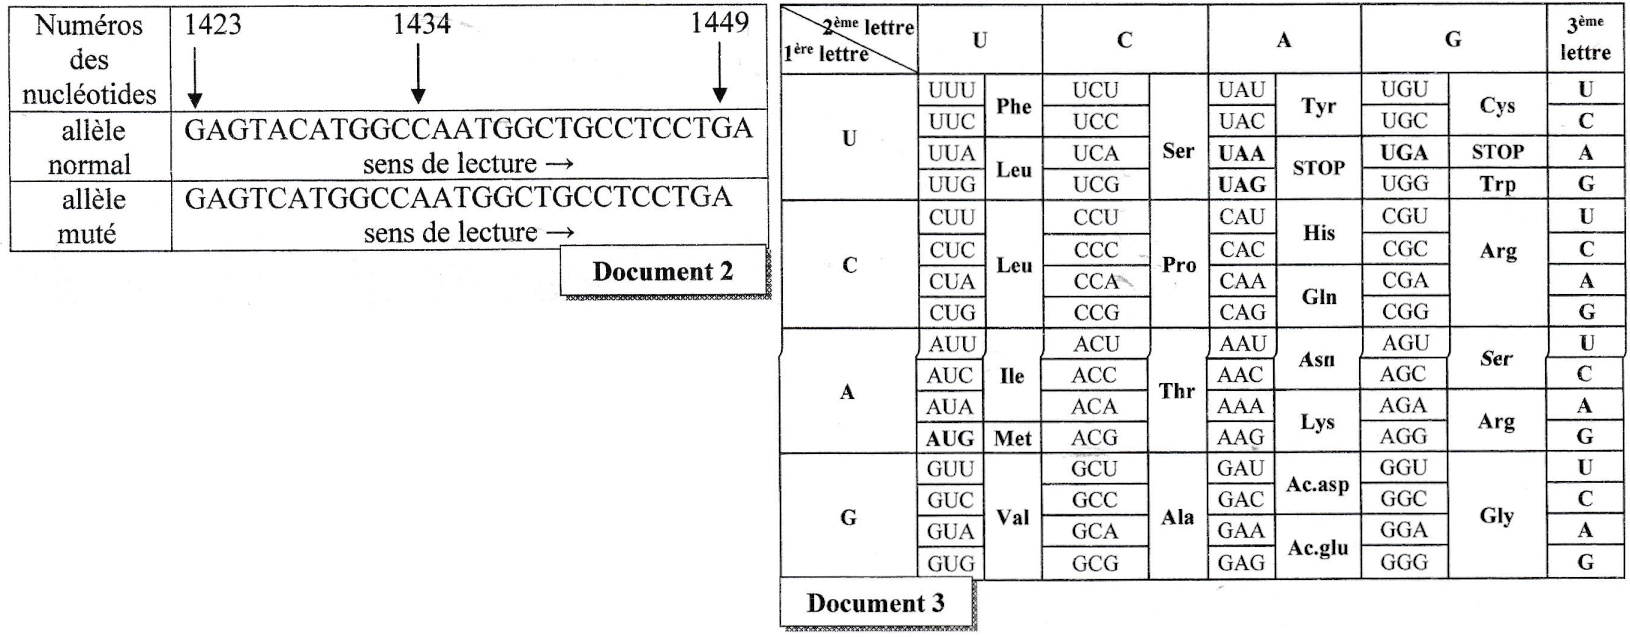 Numéros des nucléotides 1423 1434 1449
allèle normal GAGTACATGGCCAATGGCTGCCTCCTGA
sens de lecture →
allèle muté GAGTCATGGCCAATGGCTGCCTCCTGA
sens de lecture →
Document 2
2ème lettre U C A G 3ème lettre
1ère lettre
UUU Phe UCU Ser UAU Tyr UGU Cys U
U UUC UCC UAC UGC C
UUA Leu UCA UAA STOP UGA STOP A
UUG UCG UAG UGG Trp G
CUU Leu CCU Pro CAU His CGU Arg U
C CUC CCC CAC CGC C
CUA CCA CAA Gln CGA A
CUG CCG CAG CGG G
AUU Ile ACU Thr AAU Asn AGU Ser U
A AUC ACC AAC AGC C
AUA ACA AAA Lys AGA Arg A
AUG Met ACG AAG AGG G
GUU Val GCU Ala GAU Ac.asp GGU Gly U
G GUC GCC GAC GGC C
GUA GCA GAA Ac.glu GGA A
GUG GCG GAG GGG G
Document 3